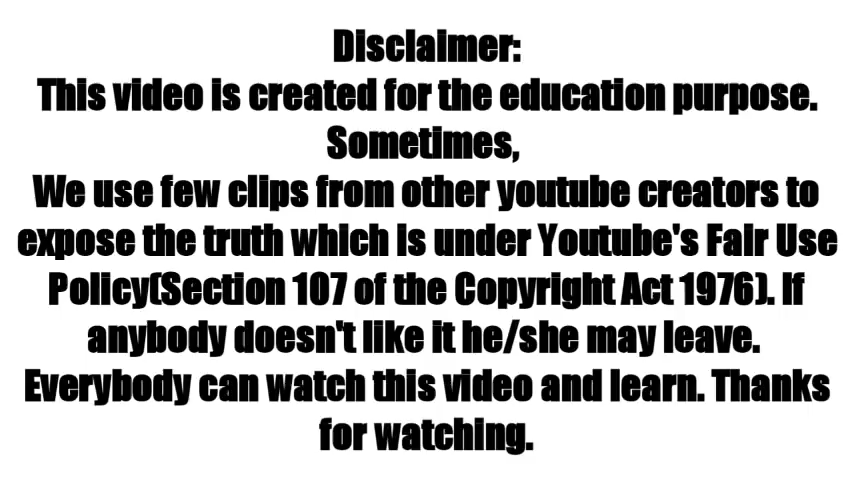 Disclaimer:
This video is created for the education purpose.
Sometimes,
We use few clips from other youtube creators to
expose the truth which is under Youtube's Fair Use
Policy(Section 107 of the Copyright Act 1976). If
anybody doesn't like it he/she may leave.
Everybody can watch this video and learn. Thanks
for watching.